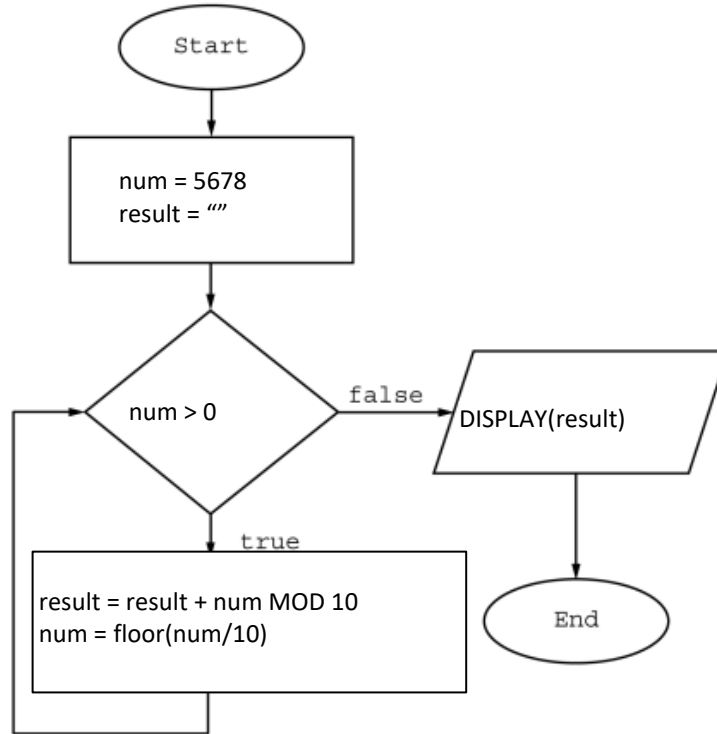 Start
num = 5678
result = “”
num > 0
false
DISPLAY(result)
true
result = result + num MOD 10
num = floor(num/10)
End